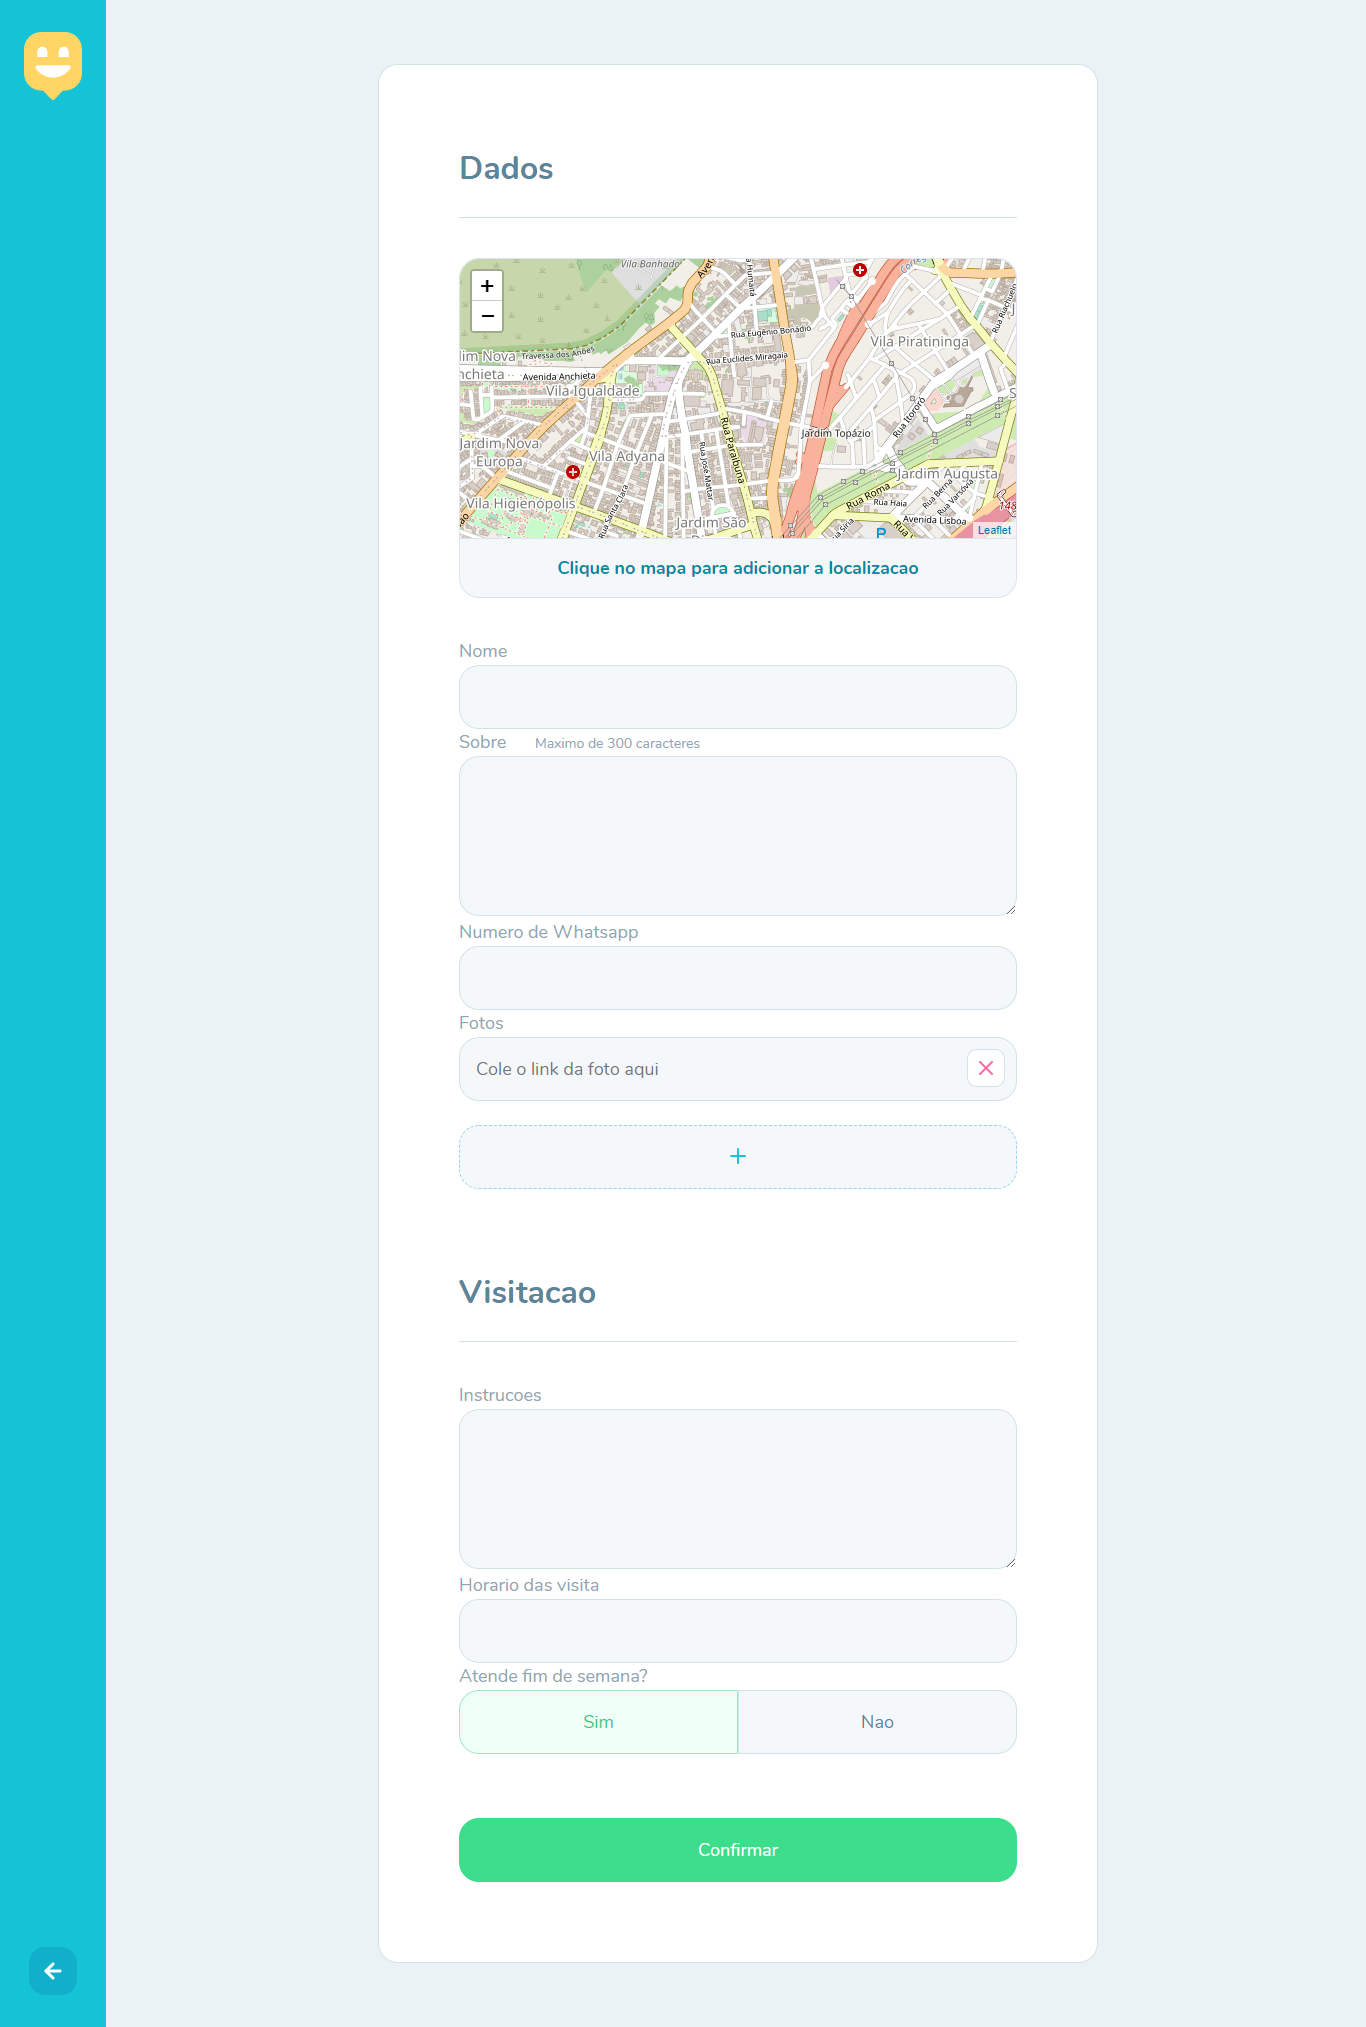 Dados
+
−
Vila Banhado
Rua Eugênio Bonádio
Vila Piratininga
Rua Riachuelo
Rua Euclides Miragaia
Travessa dos Anões
Avenida Anchieta
Vila Igualdade
Rua Itororó
Rua Paraibuna
Jardim Topázio
Jardim Nova
Europa
Vila Adyana
Rua José Mattar
Jardim Augusta
Rua Roma
Rua Haia
Rua Berna
Rua Varsóvia
Vila Higienópolis
Rua Santa Clara
Jardim São
Avenida Lisboa
P
Leaflet
Clique no mapa para adicionar a localizacao
Nome
Sobre Maximo de 300 caracteres
Numero de Whatsapp
Fotos
Cole o link da foto aqui
+
Visitacao
Instrucoes
Horario das visita
Atende fim de semana?
Sim Nao
Confirmar